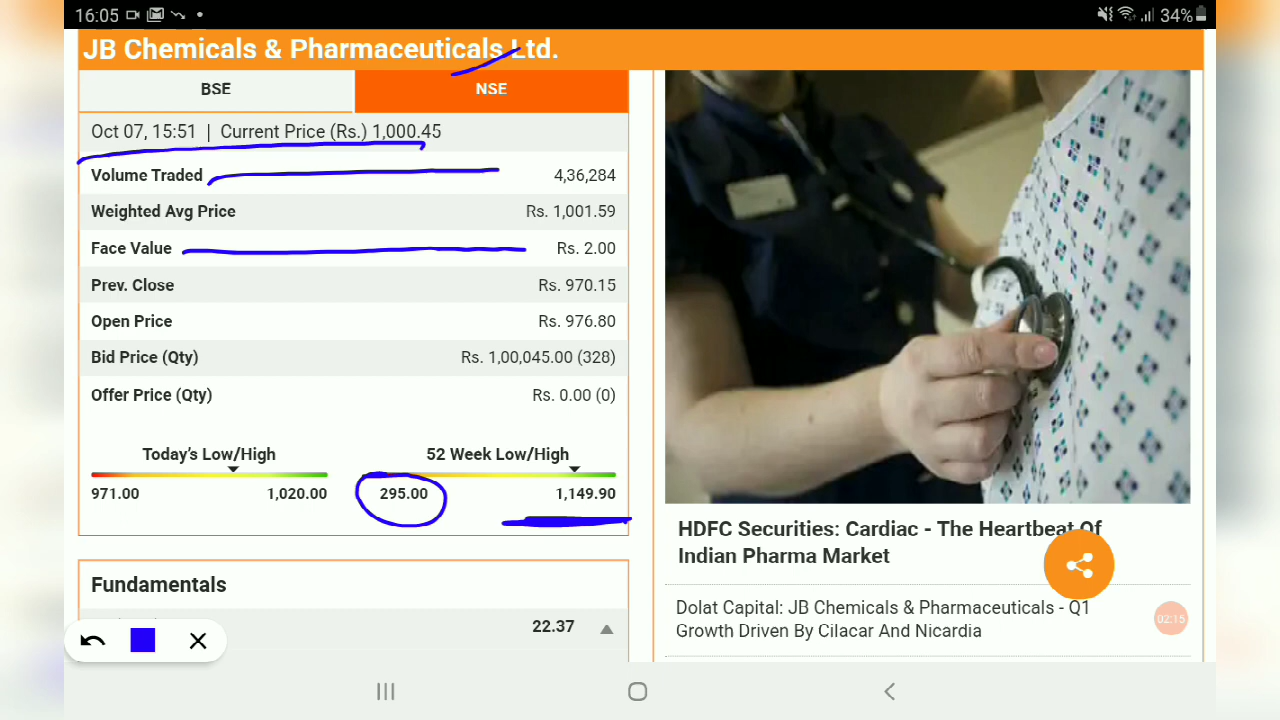 16:05
34%
JB Chemicals & Pharmaceuticals Ltd.
BSE
NSE
Oct 07, 15:51 | Current Price (Rs.) 1,000.45
Volume Traded 4,36,284
Weighted Avg Price Rs. 1,001.59
Face Value Rs. 2.00
Prev. Close Rs. 970.15
Open Price Rs. 976.80
Bid Price (Qty) Rs. 1,00,045.00 (328)
Offer Price (Qty) Rs. 0.00 (0)
Today's Low/High 52 Week Low/High
971.00 1,020.00 295.00 1,149.90
Fundamentals
22.37
HDFC Securities: Cardiac - The Heartbeat Of
Indian Pharma Market
Dolat Capital: JB Chemicals & Pharmaceuticals - Q1
Growth Driven By Cilacar And Nicardia
02:15